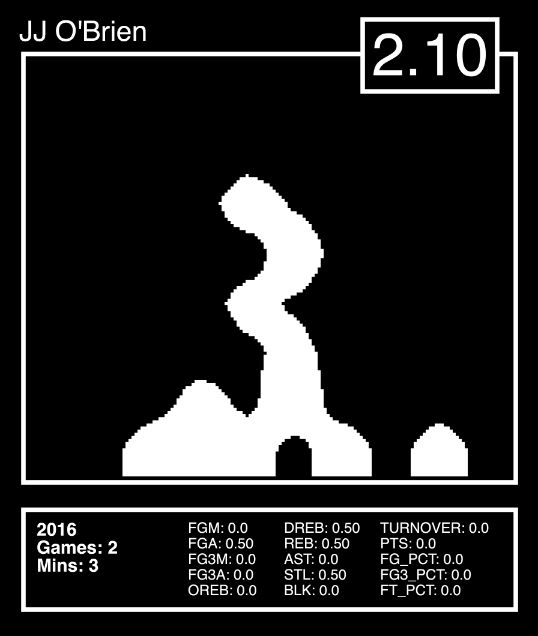 JJ O'Brien
2.10
2016
Games: 2
Mins: 3
FGM: 0.0
FGA: 0.50
FG3M: 0.0
FG3A: 0.0
OREB: 0.0
DREB: 0.50
REB: 0.50
AST: 0.0
STL: 0.50
BLK: 0.0
TURNOVER: 0.0
PTS: 0.0
FG_PCT: 0.0
FG3_PCT: 0.0
FT_PCT: 0.0